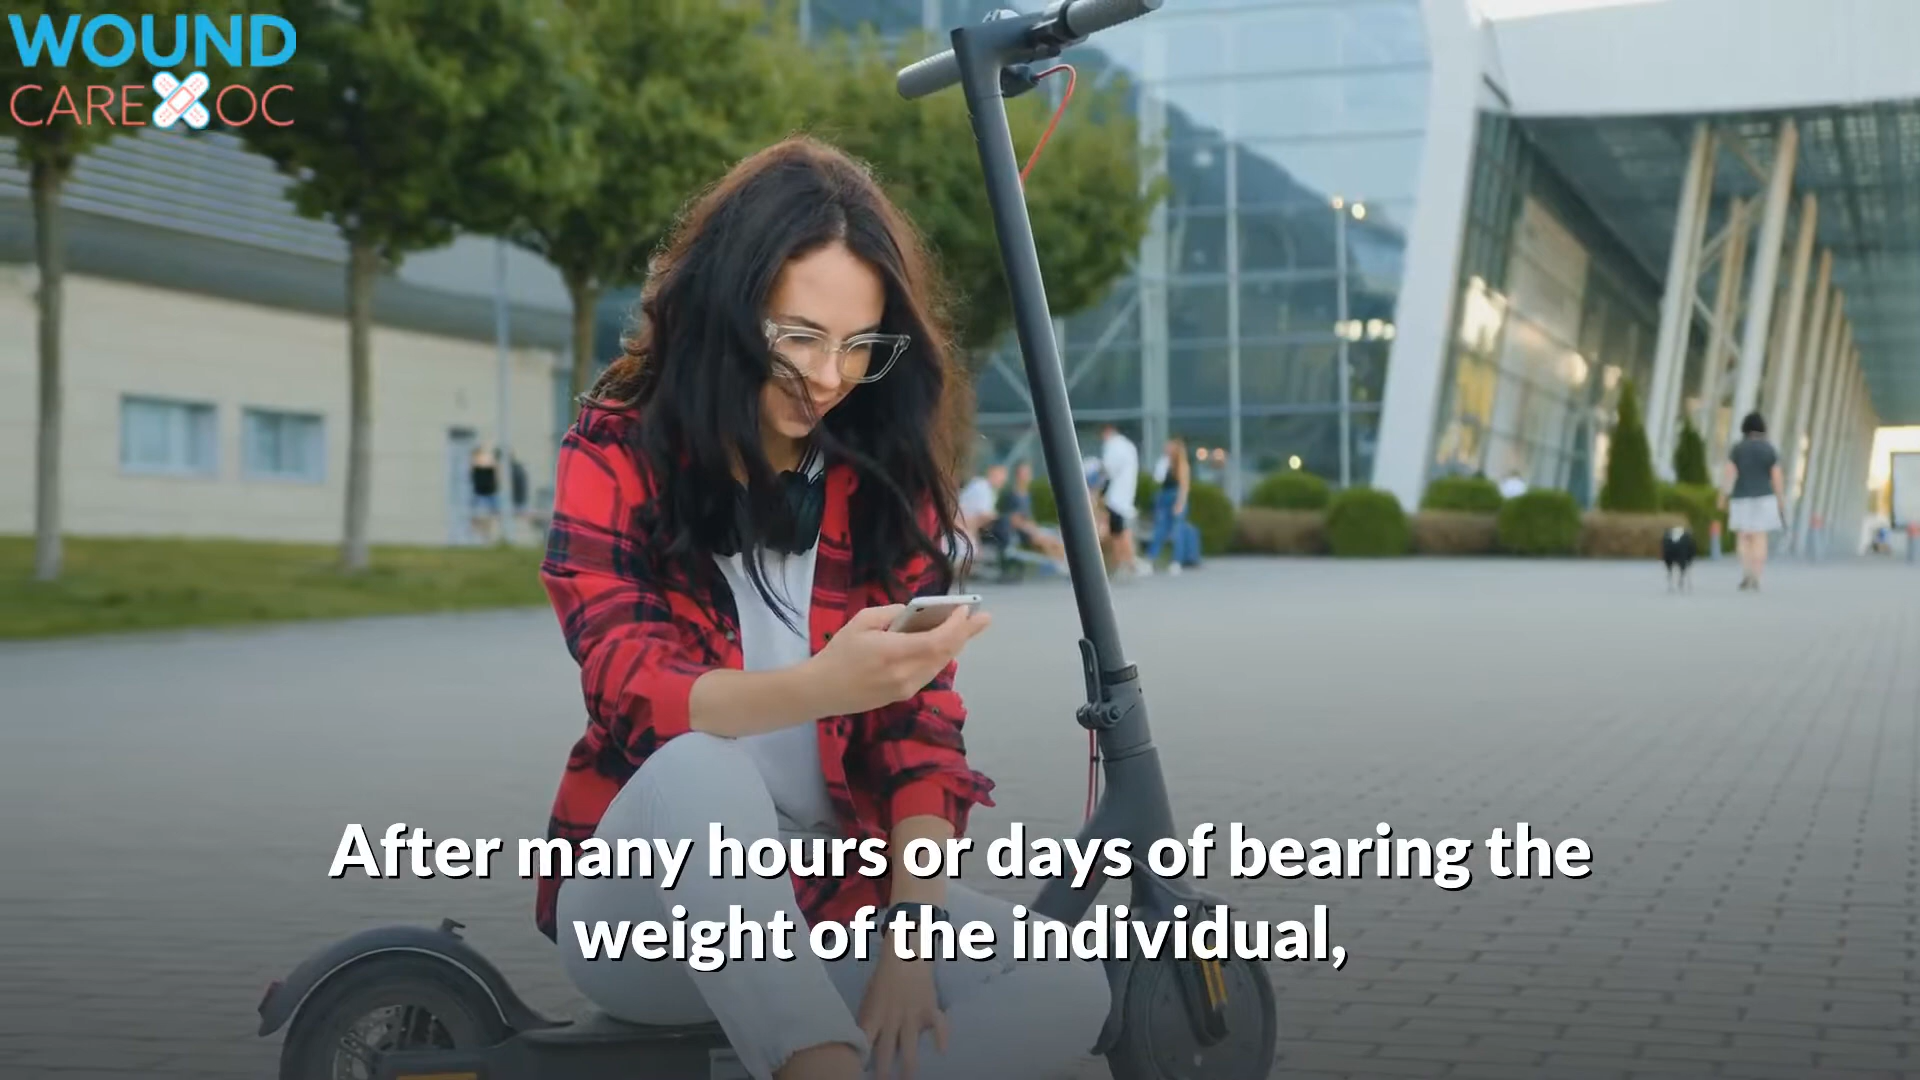 WOUND
CARE OC
After many hours or days of bearing the
weight of the individual,